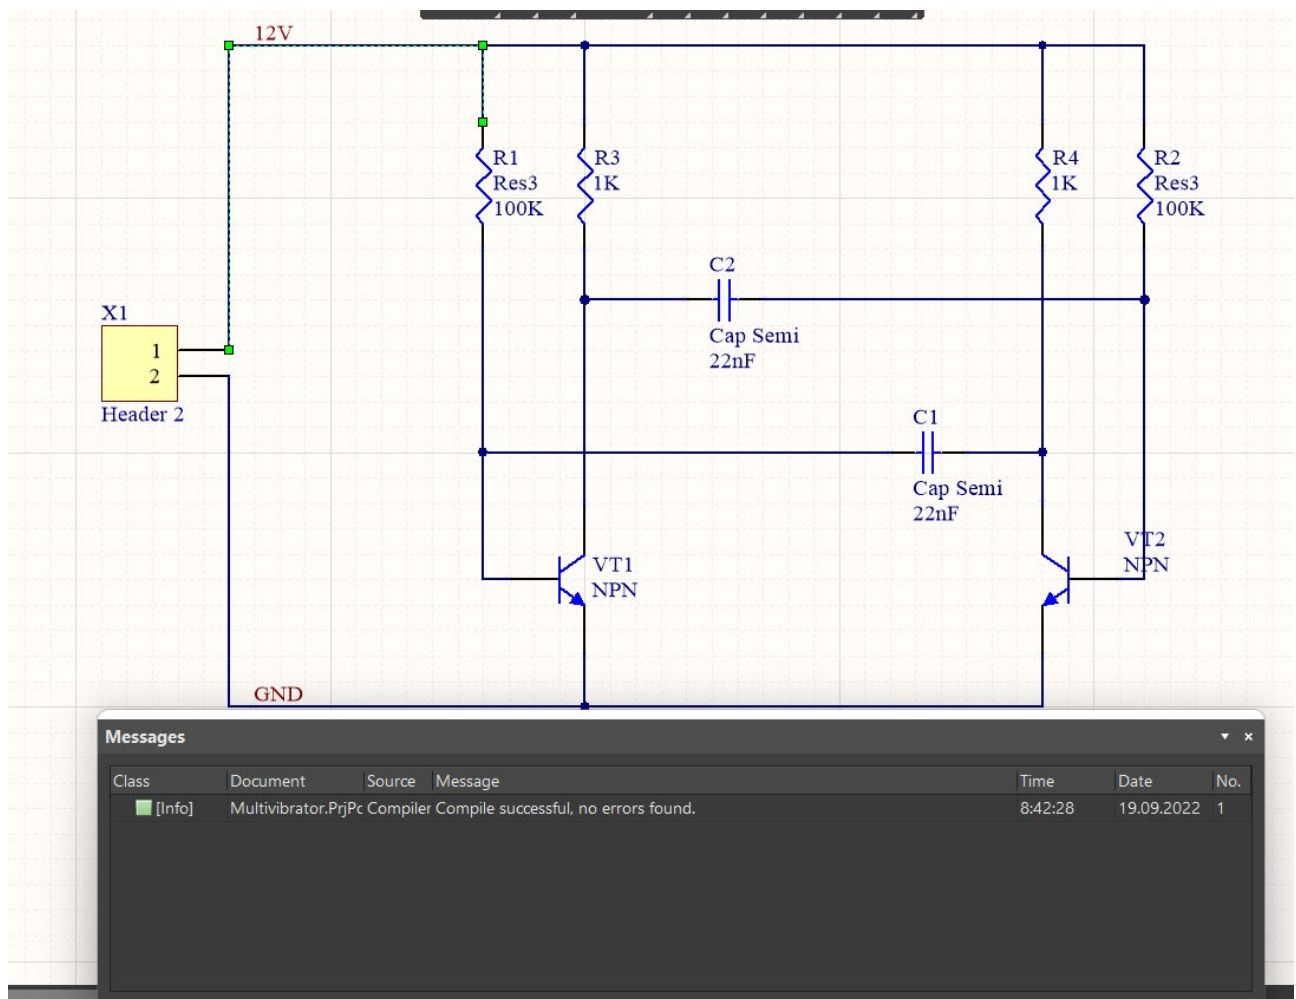 12V
R1
Res3
100K
R3
1K
R4
1K
R2
Res3
100K
C2
Cap Semi
22nF
X1
1
2
Header 2
C1
Cap Semi
22nF
VT1
NPN
VT2
NPN
GND
Messages
Class Document Source Message Time Date No.
[Info] Multivibrator.PrjPc Compiler Compile successful, no errors found. 8:42:28 19.09.2022 1